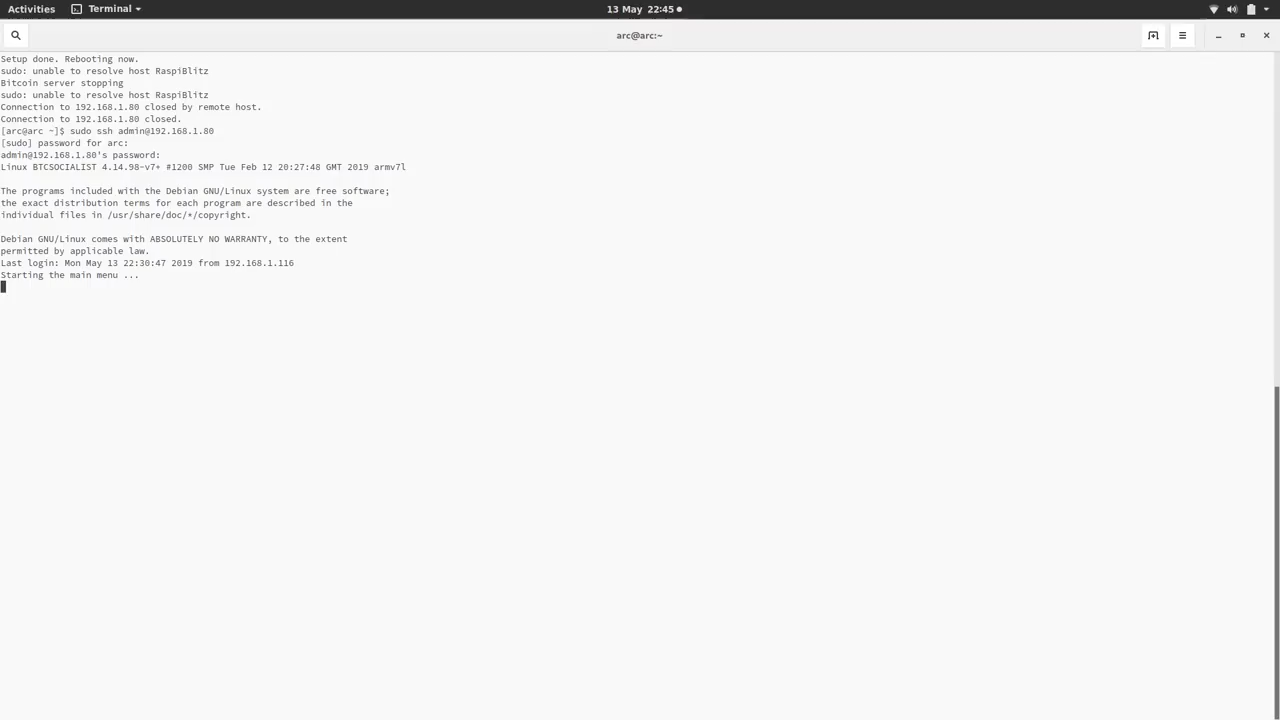 Activities Terminal 13 May 22:45
arc@arc:~
Setup done. Rebooting now.
sudo: unable to resolve host RaspiBlitz
Bitcoin server stopping
sudo: unable to resolve host RaspiBlitz
Connection to 192.168.1.80 closed by remote host.
Connection to 192.168.1.80 closed.
[arc@arc ~]$ sudo ssh admin@192.168.1.80
[sudo] password for arc:
admin@192.168.1.80's password:
Linux BTCSOCIALIST 4.14.98-v7+ #1200 SMP Tue Feb 12 20:27:48 GMT 2019 armv7l
The programs included with the Debian GNU/Linux system are free software;
the exact distribution terms for each program are described in the
individual files in /usr/share/doc/*/copyright.
Debian GNU/Linux comes with ABSOLUTELY NO WARRANTY, to the extent
permitted by applicable law.
Last login: Mon May 13 22:30:47 2019 from 192.168.1.116
Starting the main menu ...